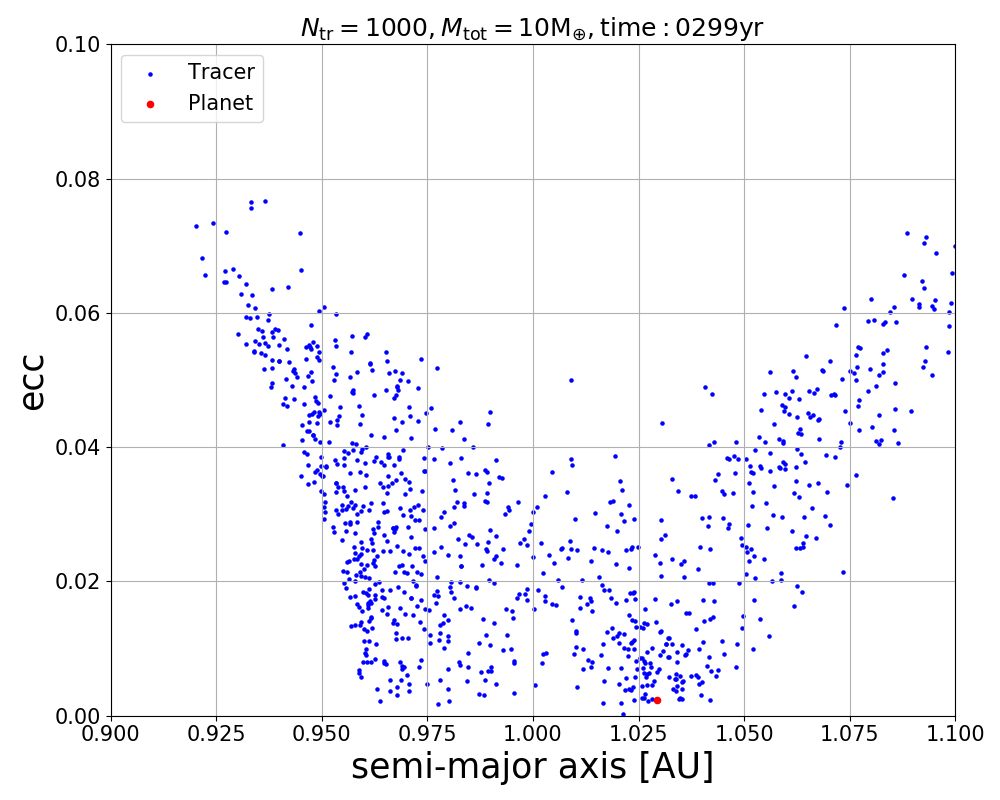 N_tr = 1000, M_tot = 10M_⊕, time : 0299yr
0.10
Tracer
Planet
0.08
0.06
ecc
0.04
0.02
0.00
0.900 0.925 0.950 0.975 1.000 1.025 1.050 1.075 1.100
semi-major axis [AU]